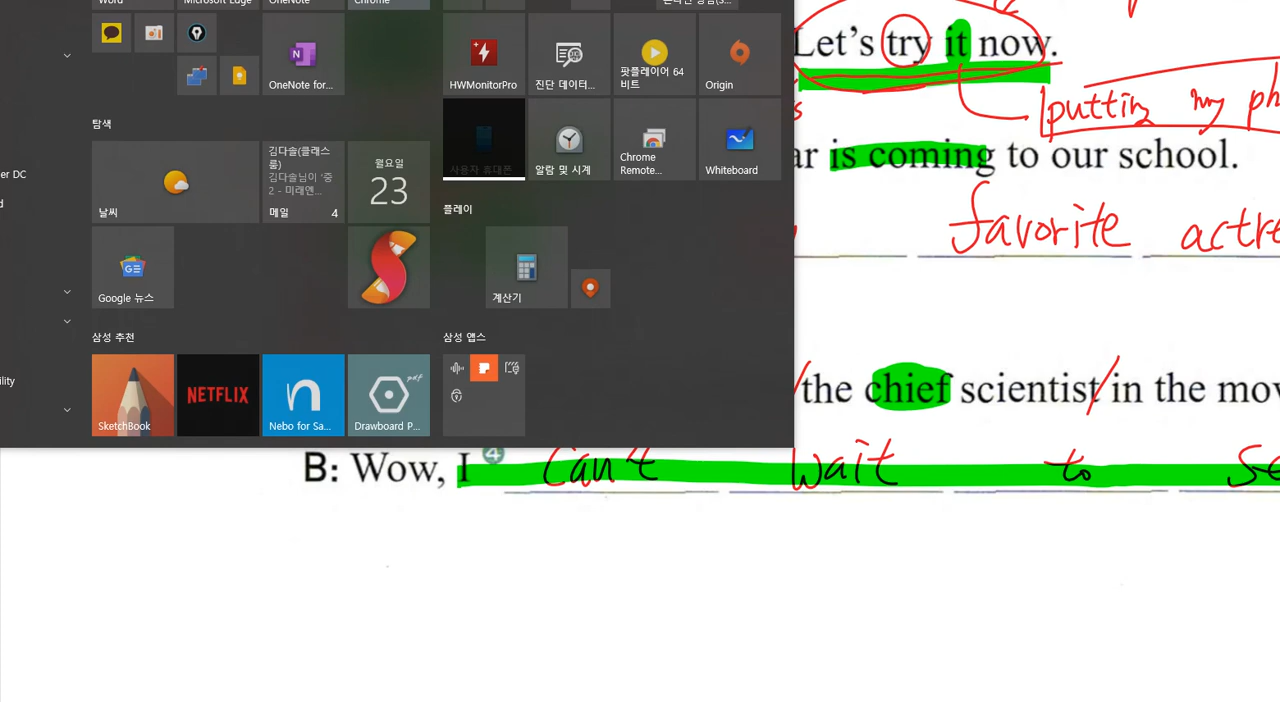 Word
Microsoft Edge
OneNote
Chrome
OneNote for...
HWMonitorPro
진단 데이터...
팟플레이어 64
비트
Origin
탐색
사용자 휴대폰
알람 및 시계
Chrome
Remote...
Whiteboard
er DC
날씨
김다솔(클래스
룸)
김다솔님이 '중
2 - 미래엔...
메일 4
월요일
23
플레이
Google 뉴스
계산기
삼성 추천
삼성 앱스
ility
SketchBook
NETFLIX
Nebo for Sa...
Drawboard P...
pdf
Let's try it now.
putting my ph
ar is coming to our school.
favorite actre
the chief scientist / in the mov
B: Wow, I ④ can't wait to se